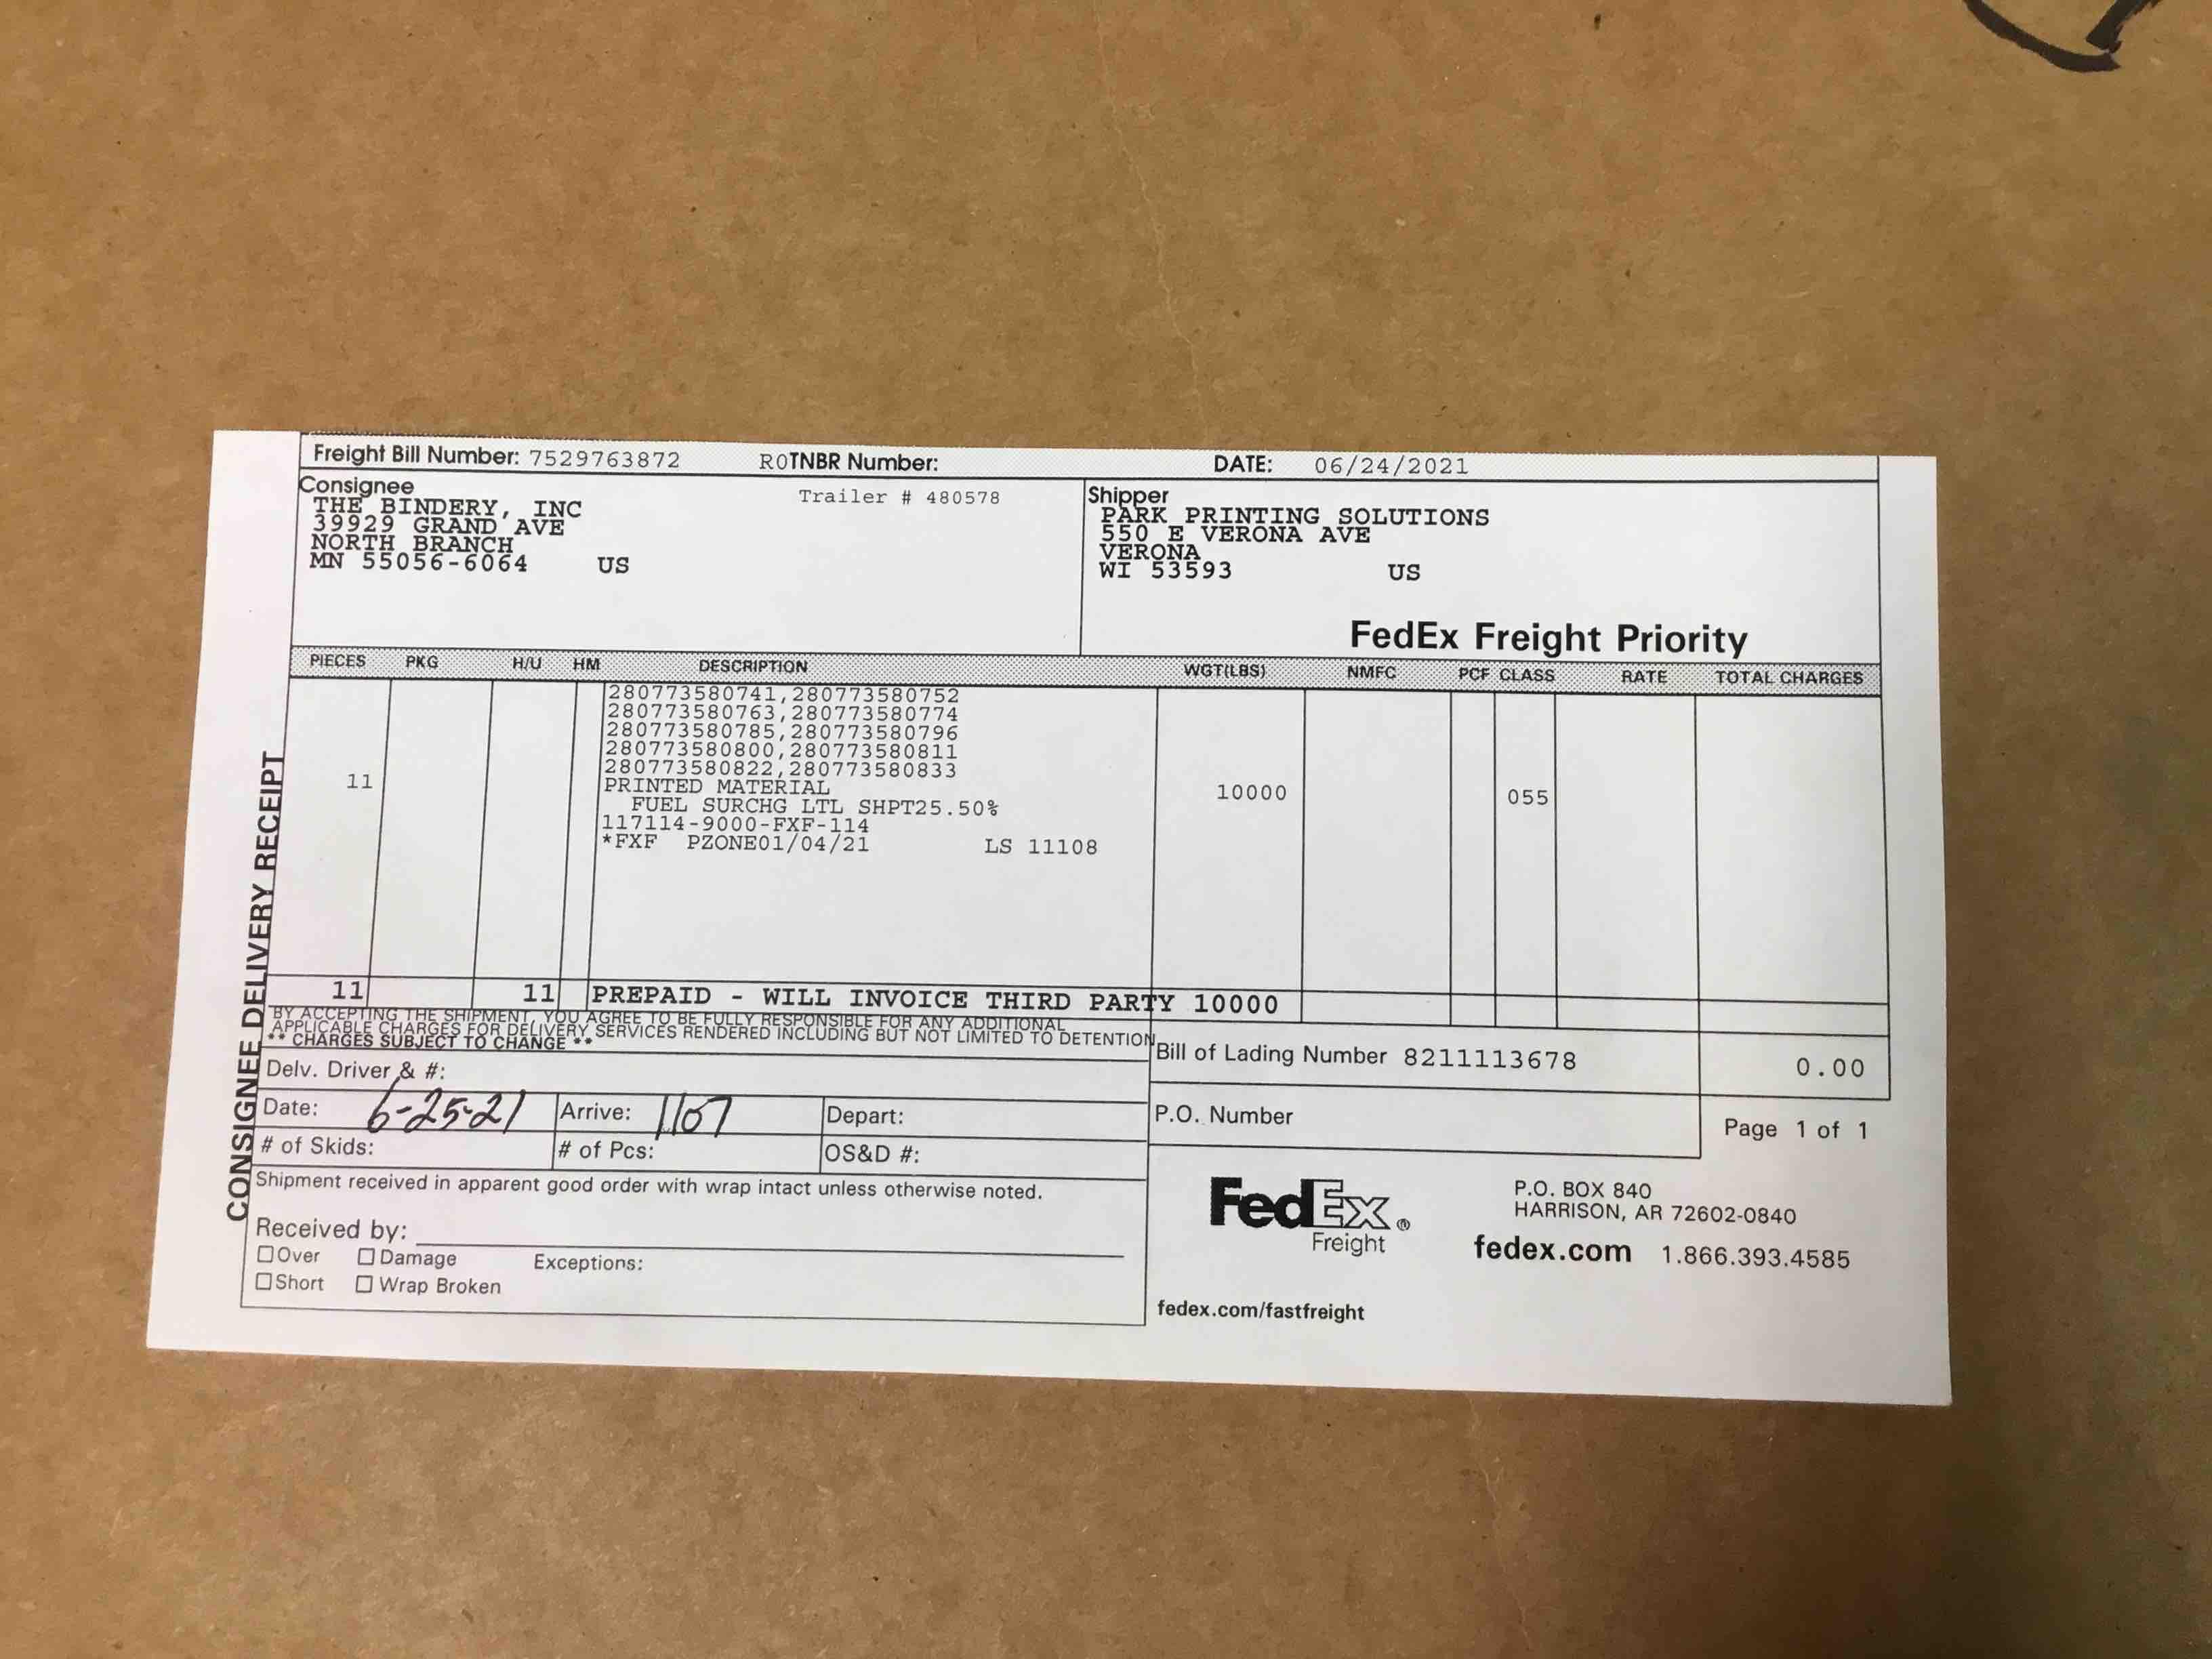 Freight Bill Number: 7529763872 ROTNBR Number: DATE: 06/24/2021
Consignee
THE BINDERY, INC
39929 GRAND AVE
NORTH BRANCH
MN 55056-6064 US
Trailer # 480578
Shipper
PARK PRINTING SOLUTIONS
550 E VERONA AVE
VERONA
WI 53593 US
FedEx Freight Priority
PIECES PKG H/U HM DESCRIPTION WGT(LBS) NMFC PCF CLASS RATE TOTAL CHARGES
280773580741,280773580752
280773580763,280773580774
280773580785,280773580796
280773580800,280773580811
280773580822,280773580833
11 PRINTED MATERIAL 10000 055
FUEL SURCHG LTL SHPT25.50%
117114-9000-FXF-114
*FXF PZONE01/04/21 LS 11108
11 11 PREPAID - WILL INVOICE THIRD PARTY 10000
BY ACCEPTING THE SHIPMENT, YOU AGREE TO BE FULLY RESPONSIBLE FOR ANY ADDITIONAL
APPLICABLE CHARGES FOR DELIVERY SERVICES RENDERED INCLUDING BUT NOT LIMITED TO DETENTION
** CHARGES SUBJECT TO CHANGE **
Bill of Lading Number 8211113678 0.00
Delv. Driver & #:
Date: 6-25-21 Arrive: 1107 Depart:
# of Skids: # of Pcs: OS&D #:
P.O. Number
Page 1 of 1
Shipment received in apparent good order with wrap intact unless otherwise noted.
Received by:
Over Damage Exceptions:
Short Wrap Broken
FedEx®
Freight
P.O. BOX 840
HARRISON, AR 72602-0840
fedex.com 1.866.393.4585
fedex.com/fastfreight
CONSIGNEE DELIVERY RECEIPT